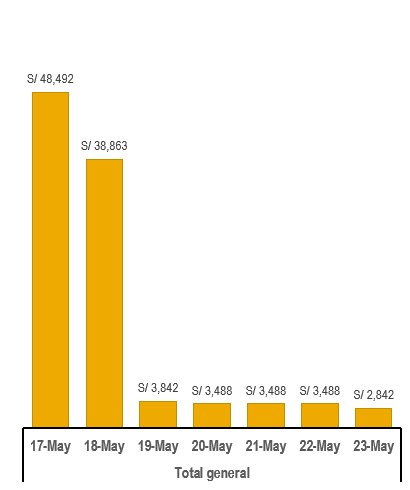 S/ 48,492
S/ 38,863
S/ 3,842
S/ 3,488
S/ 3,488
S/ 3,488
S/ 2,842
17-May 18-May 19-May 20-May 21-May 22-May 23-May
Total general